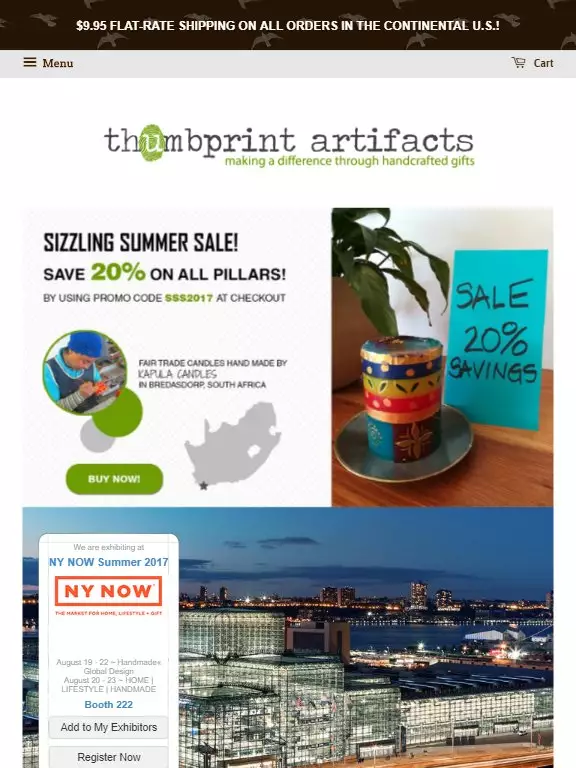 $9.95 FLAT-RATE SHIPPING ON ALL ORDERS IN THE CONTINENTAL U.S.!
Menu
Cart
thumbprint artifacts
making a difference through handcrafted gifts
SIZZLING SUMMER SALE!
SAVE 20% ON ALL PILLARS!
BY USING PROMO CODE SSS2017 AT CHECKOUT
SALE
20%
SAVINGS
FAIR TRADE CANDLES HAND MADE BY
KAPULA CANDLES
IN BREDASDORP, SOUTH AFRICA
BUY NOW!
We are exhibiting at
NY NOW Summer 2017
NY NOW
THE MARKET FOR HOME, LIFESTYLE + GIFT
August 19 - 22 ~ Handmade
Global Design
August 20 - 23 ~ HOME |
LIFESTYLE | HANDMADE
Booth 222
Add to My Exhibitors
Register Now